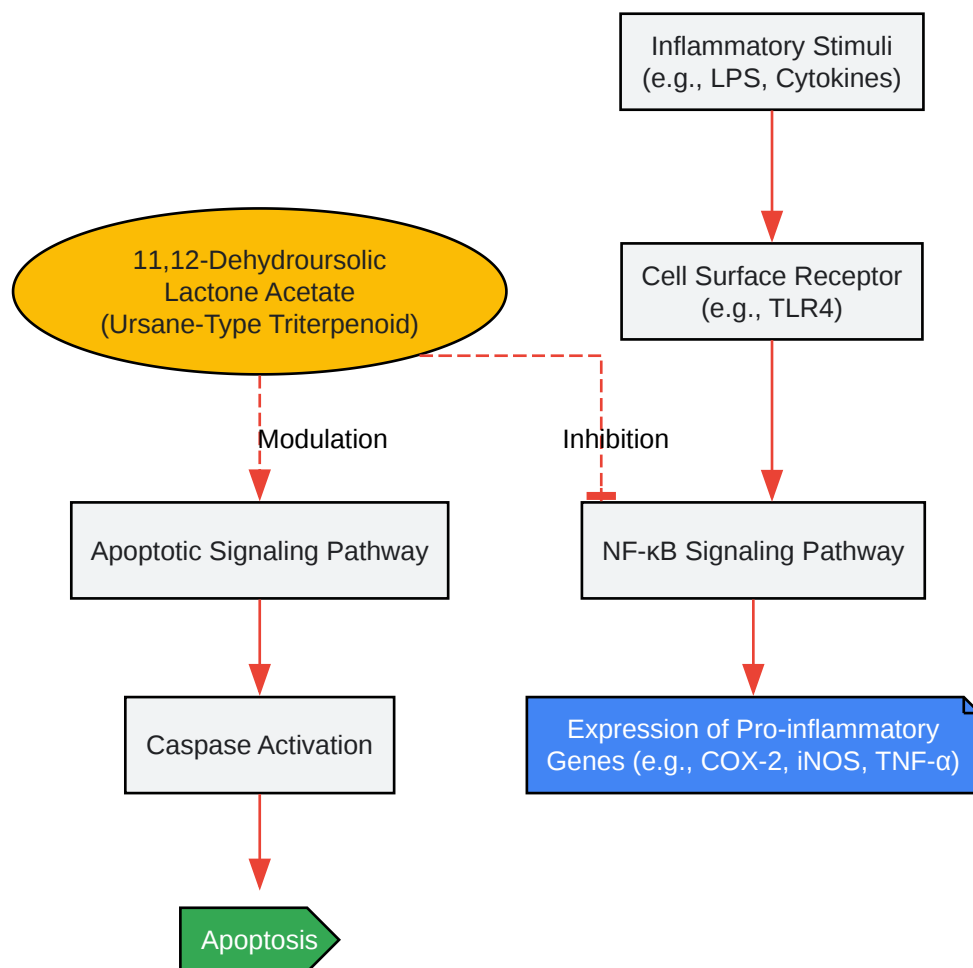 Inflammatory Stimuli
(e.g., LPS, Cytokines)
11,12-Dehydroursolic
Lactone Acetate
(Ursane-Type Triterpenoid)
Cell Surface Receptor
(e.g., TLR4)
Modulation
Inhibition
Apoptotic Signaling Pathway
NF-κB Signaling Pathway
Caspase Activation
Expression of Pro-inflammatory
Genes (e.g., COX-2, iNOS, TNF-α)
Apoptosis